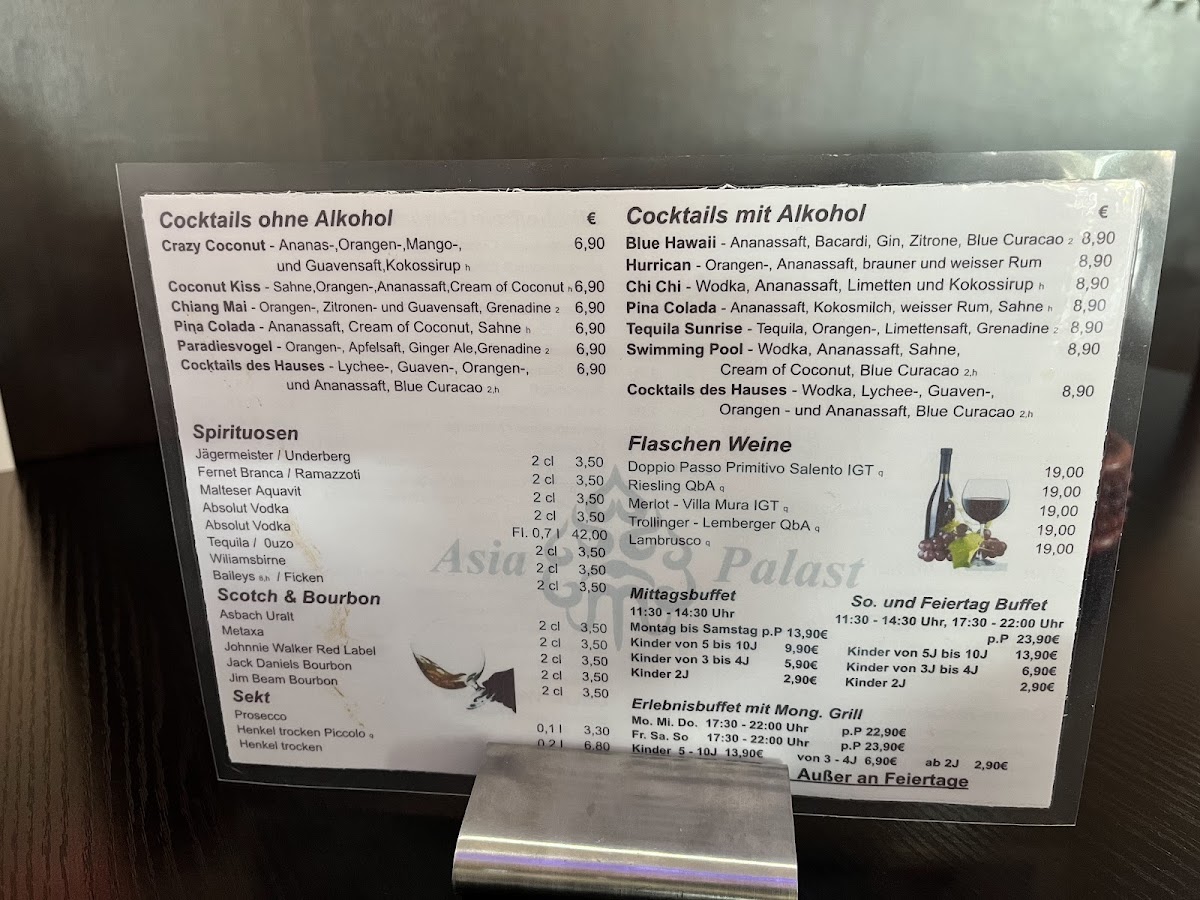 Cocktails ohne Alkohol €
Crazy Coconut - Ananas-,Orangen-,Mango-, 6,90
und Guavensaft,Kokossirup h
Coconut Kiss - Sahne,Orangen-,Ananassaft,Cream of Coconut h 6,90
Chiang Mai - Orangen-, Zitronen- und Guavensaft, Grenadine 2 6,90
Pina Colada - Ananassaft, Cream of Coconut, Sahne h 6,90
Paradiesvogel - Orangen-, Apfelsaft, Ginger Ale,Grenadine 2 6,90
Cocktails des Hauses - Lychee-, Guaven-, Orangen-, 6,90
und Ananassaft, Blue Curacao 2,h
Spirituosen
Jägermeister / Underberg 2 cl 3,50
Fernet Branca / Ramazzoti 2 cl 3,50
Malteser Aquavit 2 cl 3,50
Absolut Vodka 2 cl 3,50
Absolut Vodka Fl. 0,7 l 42,00
Tequila / Ouzo 2 cl 3,50
Wiliamsbirne 2 cl 3,50
Baileys 8,h / Ficken 2 cl 3,50
Scotch & Bourbon
Asbach Uralt 2 cl 3,50
Metaxa 2 cl 3,50
Johnnie Walker Red Label 2 cl 3,50
Jack Daniels Bourbon 2 cl 3,50
Jim Beam Bourbon 2 cl 3,50
Sekt
Prosecco 0,1 l 3,30
Henkel trocken Piccolo q 0,2 l 6,80
Henkel trocken
Cocktails mit Alkohol €
Blue Hawaii - Ananassaft, Bacardi, Gin, Zitrone, Blue Curacao 2 8,90
Hurrican - Orangen-, Ananassaft, brauner und weisser Rum 8,90
Chi Chi - Wodka, Ananassaft, Limetten und Kokossirup h 8,90
Pina Colada - Ananassaft, Kokosmilch, weisser Rum, Sahne h 8,90
Tequila Sunrise - Tequila, Orangen-, Limettensaft, Grenadine 2 8,90
Swimming Pool - Wodka, Ananassaft, Sahne, 8,90
Cream of Coconut, Blue Curacao 2,h
Cocktails des Hauses - Wodka, Lychee-, Guaven-, 8,90
Orangen - und Ananassaft, Blue Curacao 2,h
Flaschen Weine
Doppio Passo Primitivo Salento IGT q 19,00
Riesling QbA q 19,00
Merlot - Villa Mura IGT q 19,00
Trollinger - Lemberger QbA q 19,00
Lambrusco q 19,00
Asia Palast
Mittagsbuffet
11:30 - 14:30 Uhr
Montag bis Samstag p.P 13,90€
Kinder von 5 bis 10J 9,90€
Kinder von 3 bis 4J 5,90€
Kinder 2J 2,90€
So. und Feiertag Buffet
11:30 - 14:30 Uhr, 17:30 - 22:00 Uhr
p.P 23,90€
Kinder von 5J bis 10J 13,90€
Kinder von 3J bis 4J 6,90€
Kinder 2J 2,90€
Erlebnisbuffet mit Mong. Grill
Mo. Mi. Do. 17:30 - 22:00 Uhr p.P 22,90€
Fr. Sa. So 17:30 - 22:00 Uhr p.P 23,90€
Kinder 5 - 10J 13,90€ von 3 - 4J 6,90€ ab 2J 2,90€
Außer an Feiertage